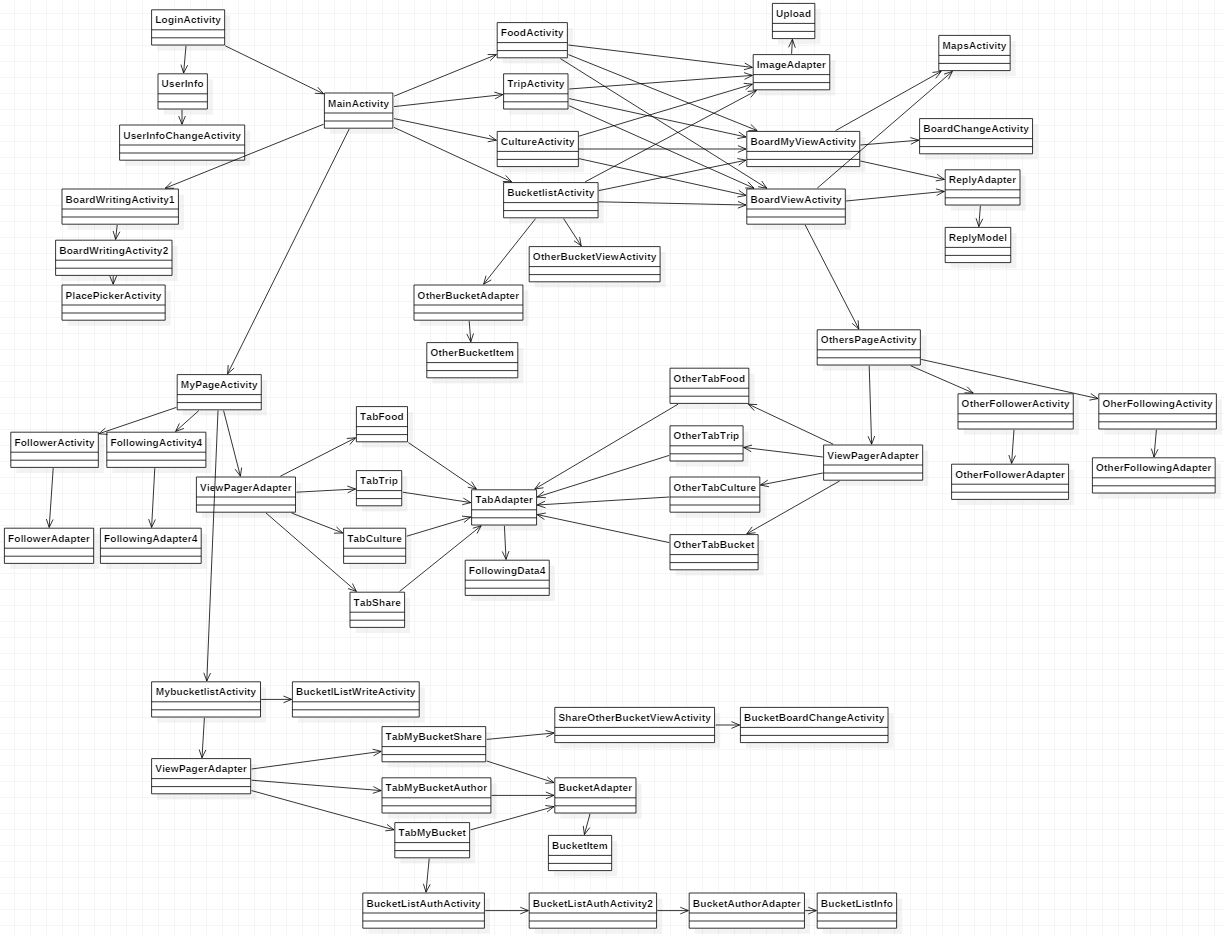 LoginActivity
UserInfo
UserInfoChangeActivity
MainActivity
FoodActivity
TripActivity
CultureActivity
BucketlistActivity
Upload
ImageAdapter
MapsActivity
BoardMyViewActivity
BoardChangeActivity
BoardViewActivity
ReplyAdapter
ReplyModel
BoardWritingActivity1
BoardWritingActivity2
PlacePickerActivity
OtherBucketViewActivity
OtherBucketAdapter
OtherBucketItem
OthersPageActivity
MyPageActivity
FollowerActivity
FollowingActivity4
ViewPagerAdapter
FollowerAdapter
FollowingAdapter4
TabFood
TabTrip
TabCulture
TabShare
TabAdapter
FollowingData4
OtherTabFood
OtherTabTrip
OtherTabCulture
OtherTabBucket
ViewPagerAdapter
OtherFollowerActivity
OherFollowingActivity
OtherFollowerAdapter
OtherFollowingAdapter
MybucketlistActivity
BucketlListWriteActivity
ViewPagerAdapter
TabMyBucketShare
TabMyBucketAuthor
TabMyBucket
ShareOtherBucketViewActivity
BucketBoardChangeActivity
BucketAdapter
BucketItem
BucketListAuthActivity
BucketListAuthActivity2
BucketAuthorAdapter
BucketListInfo